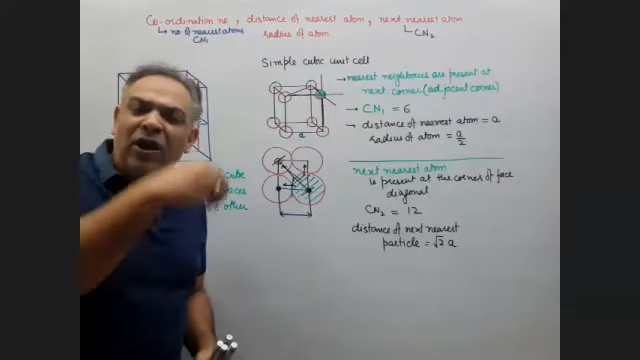 Co-ordination no, distance of nearest atom, next nearest atom
↳ no of nearest atoms
CN₁
radius of atom
↳ CN₂
Simple cubic unit cell
→ nearest neighbours are present at
next corner (adjacent corner)
→ CN₁ = 6
→ distance of nearest atom = a
radius of atom = a/2
a
next nearest atom
is present at the corner of face
diagonal
CN₂ = 12
distance of next nearest
particle = √2 a
cube
faces
other